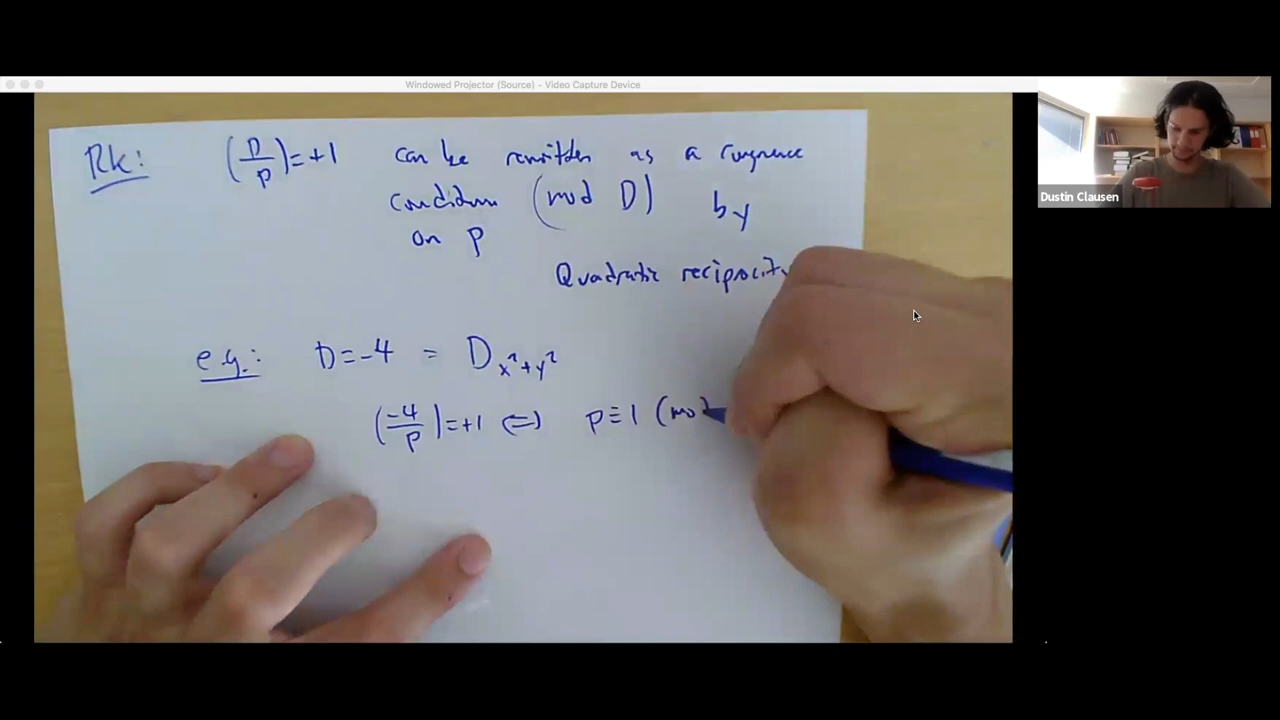 Windowed Projector (Source) - Video Capture Device
Rk: (D/p)=+1 can be rewritten as a congruence
condition (mod D) by
on p
Quadratic reciprocity
e.g.: D=-4 = D_{x²+y²}
(-4/p)=+1 ⇔ p≡1 (mod
Dustin Clausen